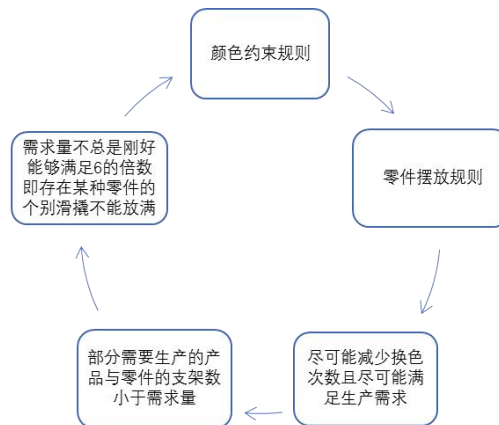 颜色约束规则
零件摆放规则
尽可能减少换色
次数且尽可能满
足生产需求
部分需要生产的产
品与零件的支架数
小于需求量
需求量不总是刚好
能够满足6的倍数
即存在某种零件的
个别滑撬不能放满